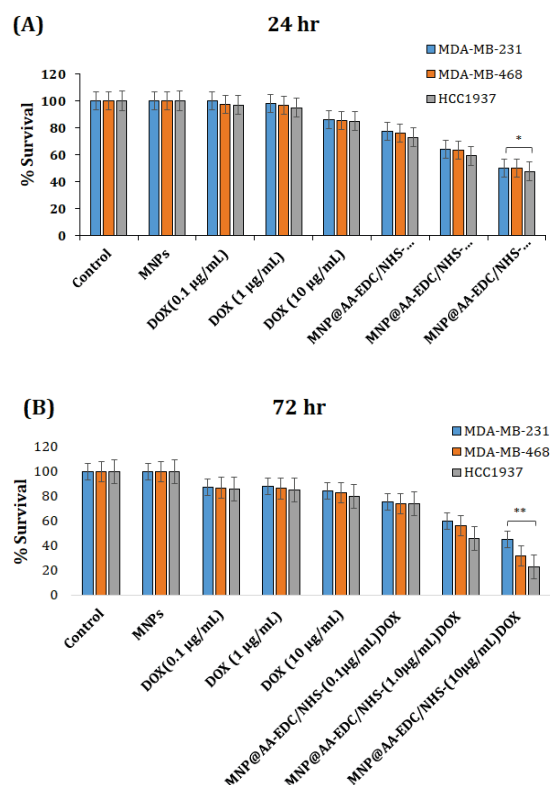 (A)
24 hr
MDA-MB-231
MDA-MB-468
HCC1937
% Survival
120
100
80
60
40
20
0
*
Control
MNPs
DOX(0.1 µg/mL)
DOX (1 µg/mL)
DOX (10 µg/mL)
MNP@AA-EDC/NHS-...
MNP@AA-EDC/NHS-...
MNP@AA-EDC/NHS-...
(B)
72 hr
MDA-MB-231
MDA-MB-468
HCC1937
% Survival
120
100
80
60
40
20
0
**
Control
MNPs
DOX(0.1 µg/mL)
DOX (1 µg/mL)
DOX (10 µg/mL)
MNP@AA-EDC/NHS-(0.1µg/mL)DOX
MNP@AA-EDC/NHS-(1.0µg/mL)DOX
MNP@AA-EDC/NHS-(10µg/mL)DOX